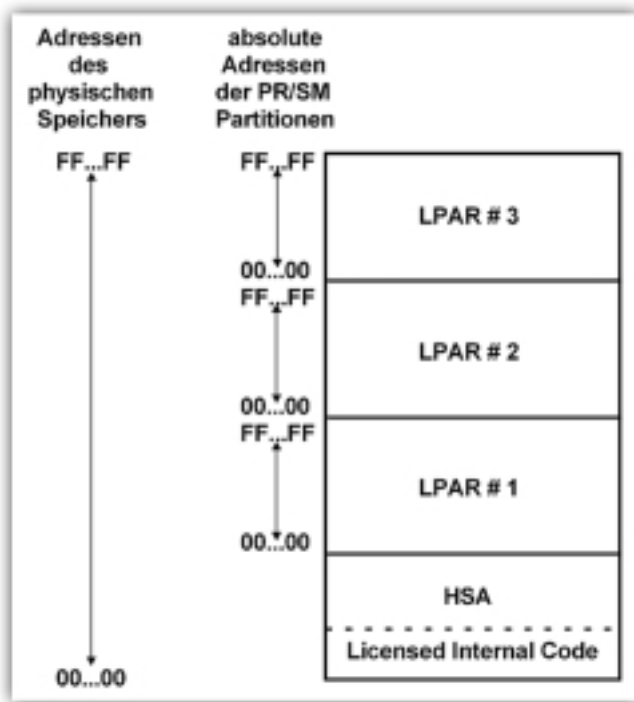 Adressen
des
physischen
Speichers
absolute
Adressen
der PR/SM
Partitionen
FF...FF
FF...FF
LPAR # 3
00...00
FF...FF
LPAR # 2
00...00
FF...FF
LPAR # 1
00...00
HSA
Licensed Internal Code
00...00